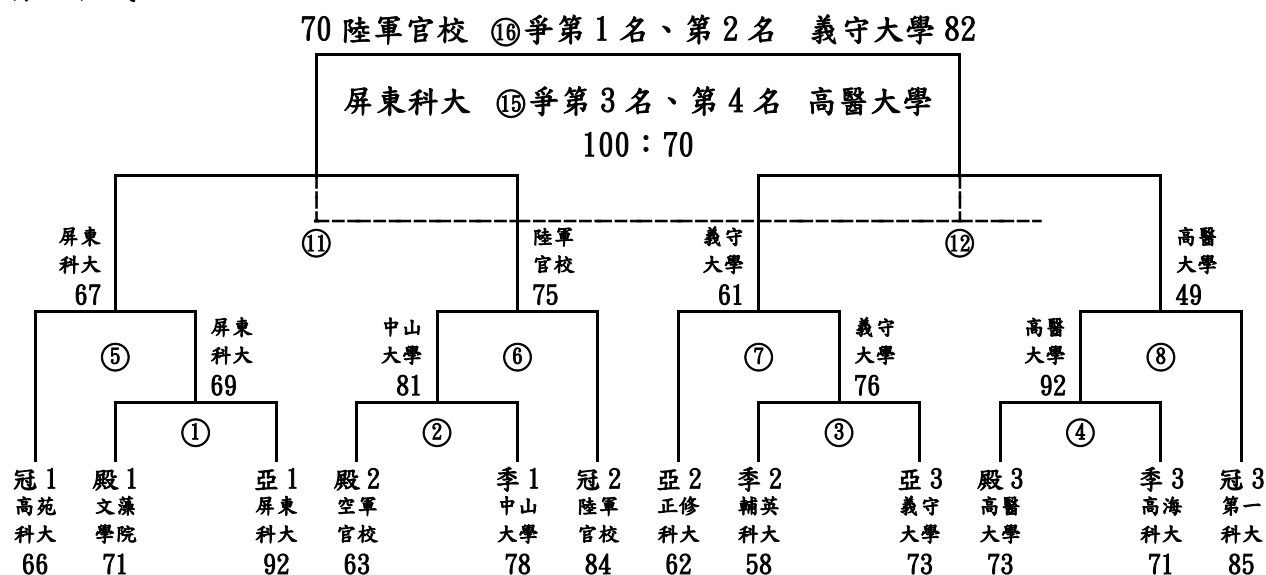 70 陸軍官校 ⑯爭第 1 名、第 2 名 義守大學 82
屏東科大 ⑮爭第 3 名、第 4 名 高醫大學
100：70
屏東
科大
67
⑪
陸軍
官校
75
義守
大學
61
⑫
高醫
大學
49
⑤
屏東
科大
69
中山
大學
81
⑥
⑦
義守
大學
76
高醫
大學
92
⑧
①
②
③
④
冠 1
高苑
科大
66
殿 1
文藻
學院
71
亞 1
屏東
科大
92
殿 2
空軍
官校
63
季 1
中山
大學
78
冠 2
陸軍
官校
84
亞 2
正修
科大
62
季 2
輔英
科大
58
亞 3
義守
大學
73
殿 3
高醫
大學
73
季 3
高海
科大
71
冠 3
第一
科大
85